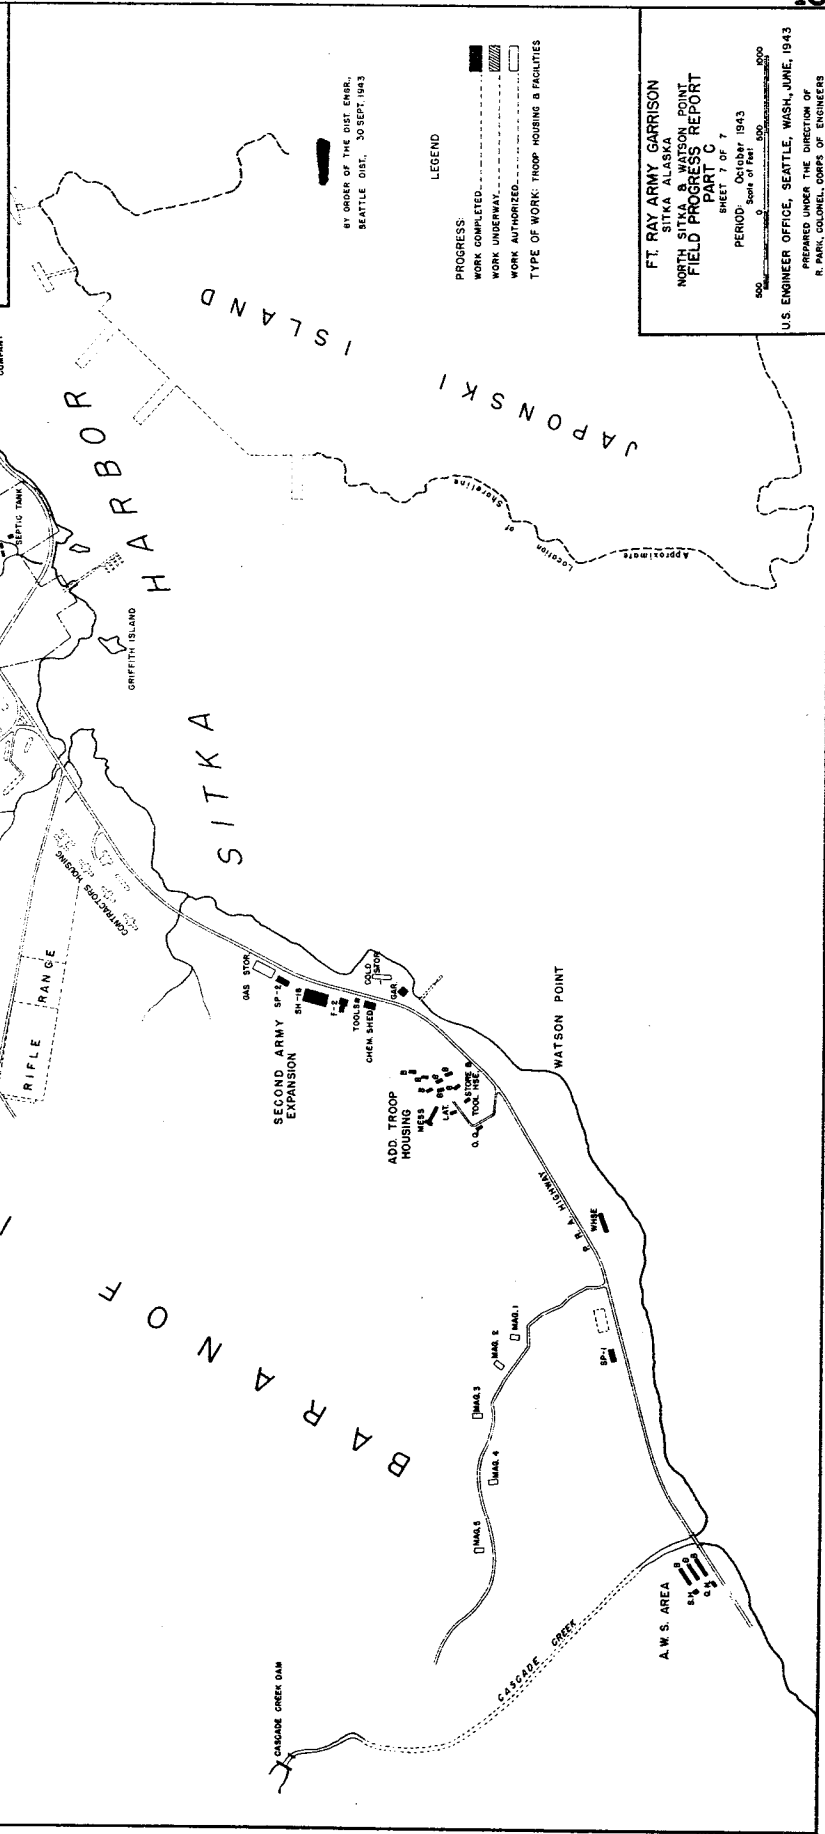 COMPANY
SEPTIC TANK
SITKA HARBOR
GRIFFITH ISLAND
JAPONSKI ISLAND
Approximate Location of Shoreline
CONTRACTORS HOUSING
RIFLE RANGE
GAS STOR.
SP-2
SH-18
F-2
TOOLS
CHEM. SHED
COLD
STOR.
GAR.
SECOND ARMY
EXPANSION
ADD. TROOP
HOUSING
B
B
B
B
B
B
B
B
MESS
LAT.
STORE &
TOOL HSE.
O. Q.
WATSON POINT
P. R. A. HIGHWAY
WHSE
SP-1
BARANOF I
MAG. 1
MAG. 2
MAG. 3
MAG. 4
MAG. 5
CASCADE CREEK
CASCADE CREEK DAM
A.W.S. AREA
B
B
B
S.H.
Q.H.
BY ORDER OF THE DIST. ENGR.,
SEATTLE DIST., 30 SEPT. 1943
LEGEND
PROGRESS:
WORK COMPLETED
WORK UNDERWAY
WORK AUTHORIZED
TYPE OF WORK: TROOP HOUSING & FACILITIES
FT. RAY ARMY GARRISON
SITKA ALASKA
NORTH SITKA & WATSON POINT
FIELD PROGRESS REPORT
PART C
SHEET 7 OF 7
PERIOD: October 1943
Scale of Feet
500 0 500 1000
U.S. ENGINEER OFFICE, SEATTLE, WASH., JUNE, 1943
PREPARED UNDER THE DIRECTION OF
R. PARK, COLONEL, CORPS OF ENGINEERS